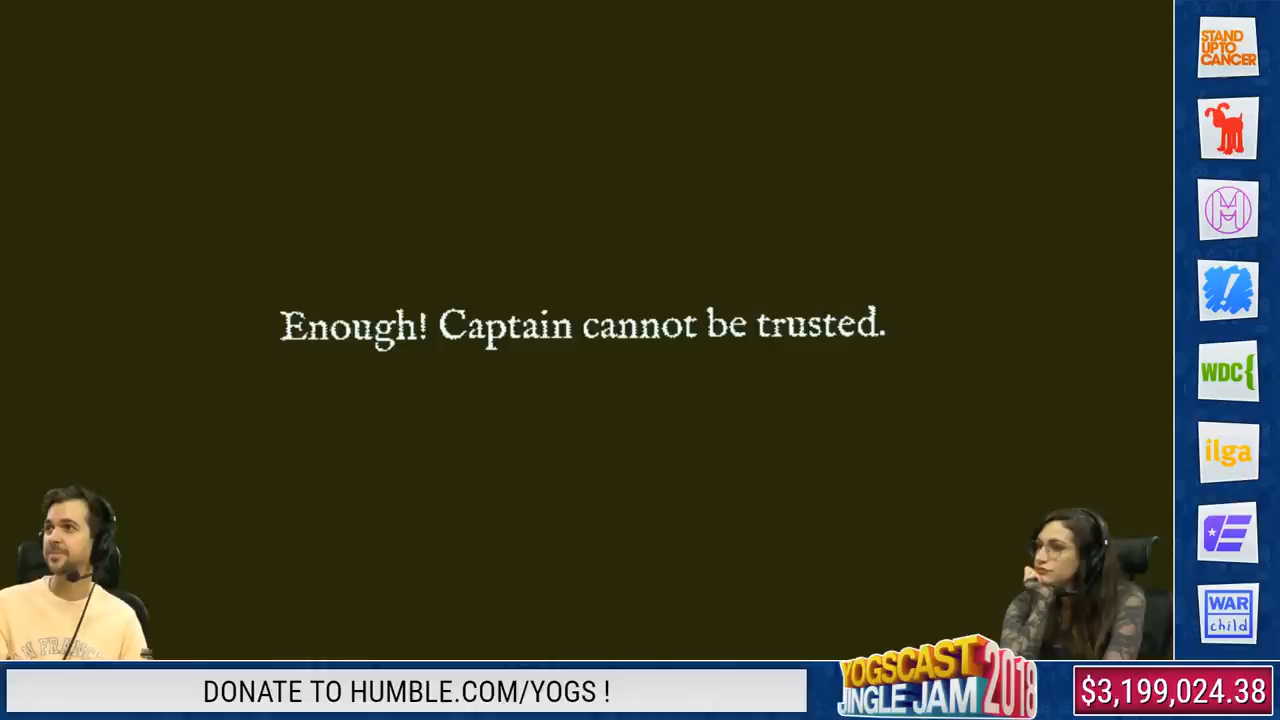 Enough! Captain cannot be trusted.
STAND
UP TO
CANCER
WDC
ilga
WAR
child
DONATE TO HUMBLE.COM/YOGS !
YOGSCAST
JINGLE JAM
2018
$3,199,024.38